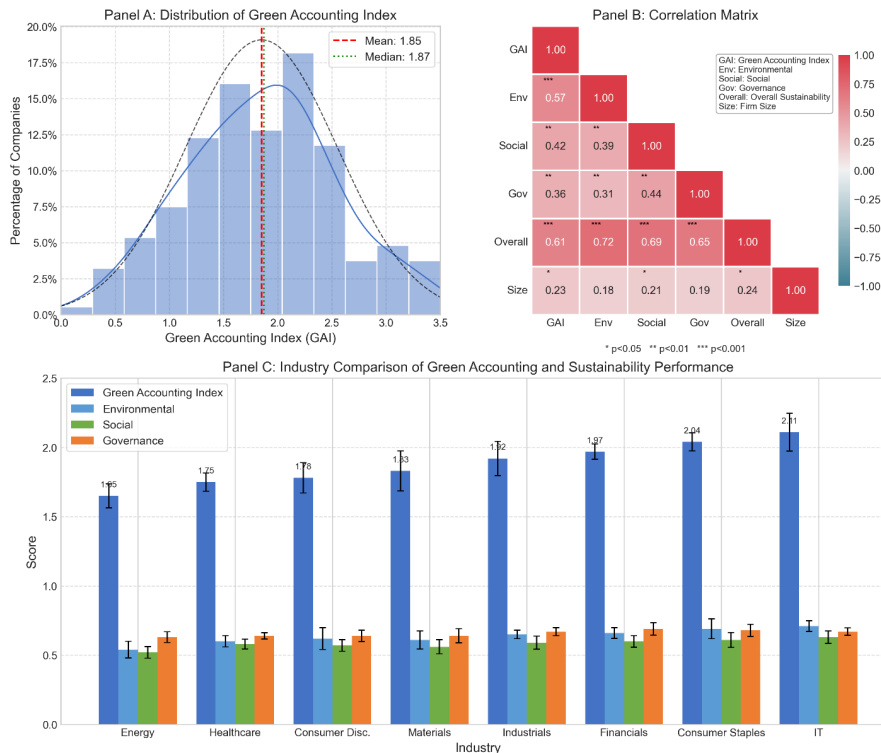 Panel A: Distribution of Green Accounting Index
20.0%
17.5%
15.0%
12.5%
10.0%
7.5%
5.0%
2.5%
0.0%
Percentage of Companies
Mean: 1.85
Median: 1.87
0.0 0.5 1.0 1.5 2.0 2.5 3.0 3.5
Green Accounting Index (GAI)
Panel B: Correlation Matrix
GAI 1.00
***
Env 0.57 1.00
** **
Social 0.42 0.39 1.00
** ** **
Gov 0.36 0.31 0.44 1.00
*** *** *** ***
Overall 0.61 0.72 0.69 0.65 1.00
* * *
Size 0.23 0.18 0.21 0.19 0.24 1.00
GAI Env Social Gov Overall Size
* p<0.05 ** p<0.01 *** p<0.001
GAI: Green Accounting Index
Env: Environmental
Social: Social
Gov: Governance
Overall: Overall Sustainability
Size: Firm Size
1.00
0.75
0.50
0.25
0.00
−0.25
−0.50
−0.75
−1.00
Panel C: Industry Comparison of Green Accounting and Sustainability Performance
2.5
2.0
1.5
1.0
0.5
0.0
Score
Green Accounting Index
Environmental
Social
Governance
1.65 1.75 1.78 1.83 1.92 1.97 2.04 2.11
Energy Healthcare Consumer Disc. Materials Industrials Financials Consumer Staples IT
Industry